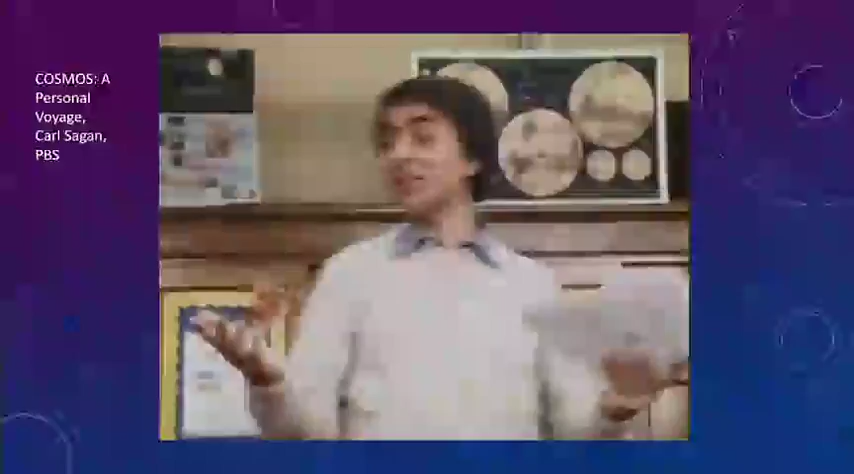 COSMOS: A
Personal
Voyage,
Carl Sagan,
PBS